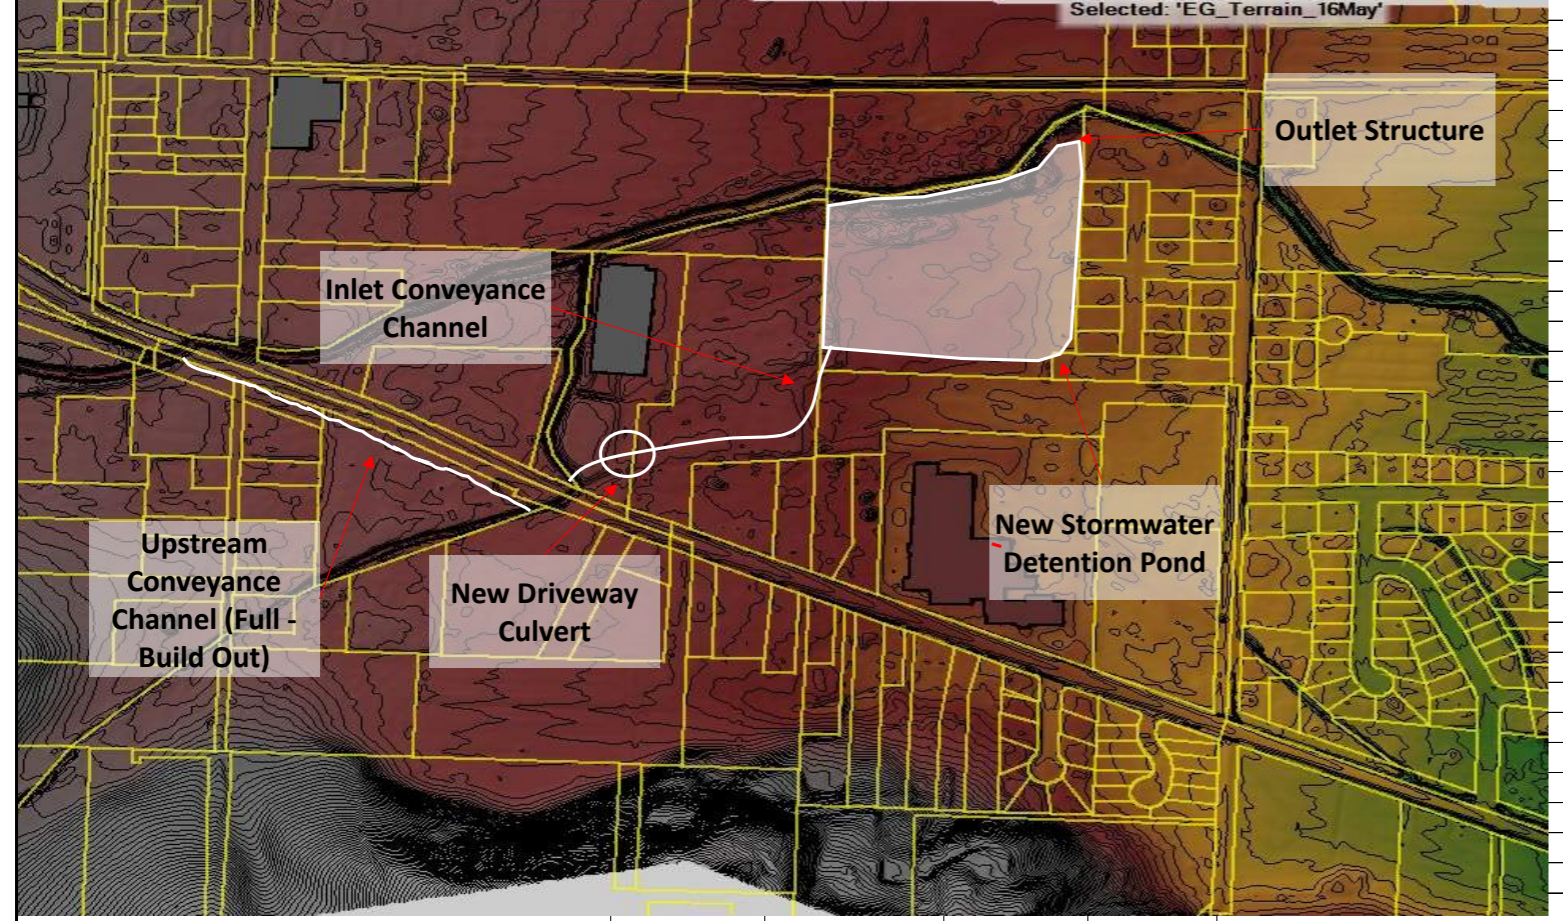 Selected: 'EG_Terrain_16May'
Outlet Structure
Inlet Conveyance
Channel
New Stormwater
Detention Pond
Upstream
Conveyance
Channel (Full -
Build Out)
New Driveway
Culvert